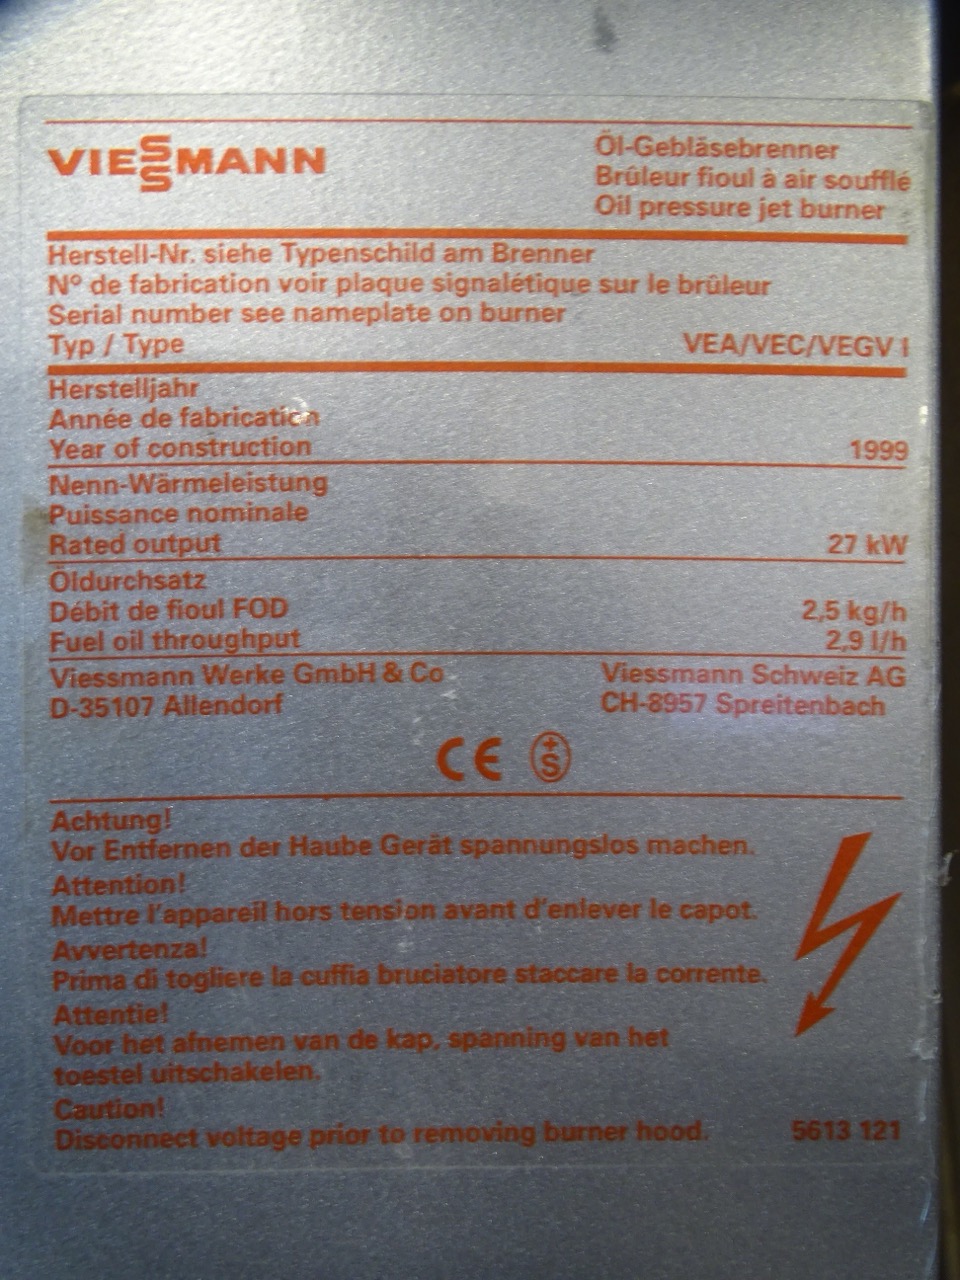 VIESSMANN
Öl-Gebläsebrenner
Brûleur fioul à air soufflé
Oil pressure jet burner
Herstell-Nr. siehe Typenschild am Brenner
N° de fabrication voir plaque signalétique sur le brûleur
Serial number see nameplate on burner
Typ / Type VEA/VEC/VEGV I
Herstelljahr
Année de fabrication
Year of construction 1999
Nenn-Wärmeleistung
Puissance nominale
Rated output 27 kW
Öldurchsatz
Débit de fioul FOD 2,5 kg/h
Fuel oil throughput 2,9 l/h
Viessmann Werke GmbH & Co Viessmann Schweiz AG
D-35107 Allendorf CH-8957 Spreitenbach
CE +S
Achtung!
Vor Entfernen der Haube Gerät spannungslos machen.
Attention!
Mettre l'appareil hors tension avant d'enlever le capot.
Avvertenza!
Prima di togliere la cuffia bruciatore staccare la corrente.
Attentie!
Voor het afnemen van de kap, spanning van het
toestel uitschakelen.
Caution!
Disconnect voltage prior to removing burner hood. 5613 121